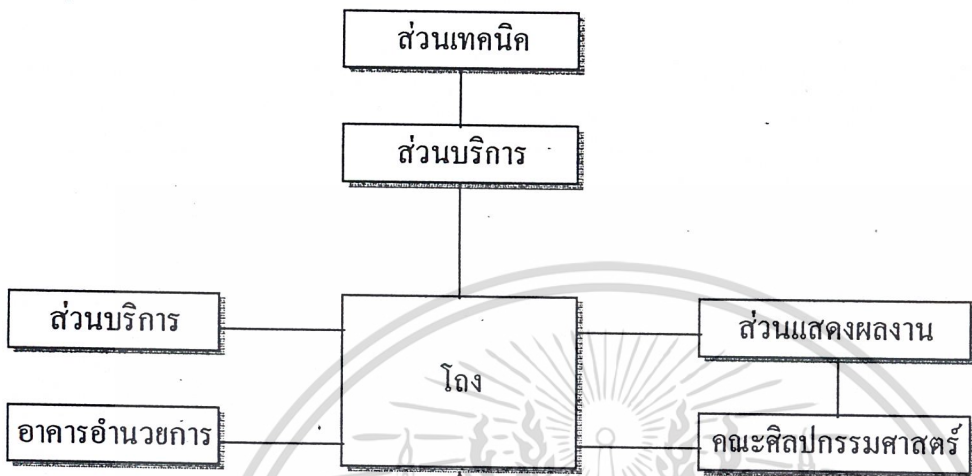 ส่วนเทคนิค
ส่วนบริการ
ส่วนบริการ
โถง
ส่วนแสดงผลงาน
อาคารอำนวยการ
คณะศิลปกรรมศาสตร์